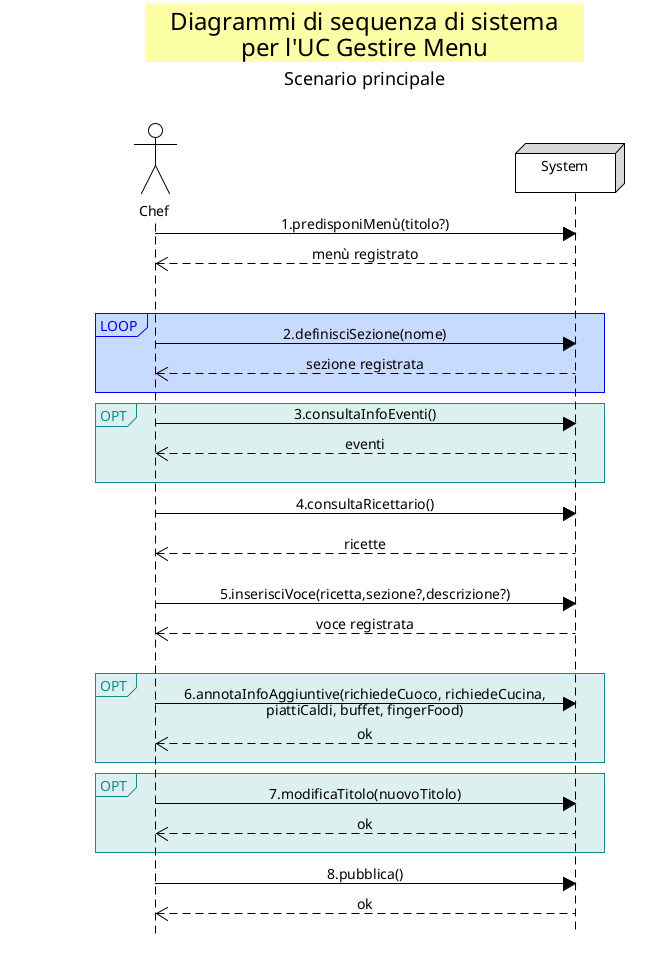 Diagrammi di sequenza di sistema
per l'UC Gestire Menu
Scenario principale
System
Chef
1.predisponiMenù(titolo?)
menù registrato
LOOP
2.definisciSezione(nome)
sezione registrata
OPT
3.consultaInfoEventi()
eventi
4.consultaRicettario()
ricette
5.inserisciVoce(ricetta,sezione?,descrizione?)
voce registrata
OPT
6.annotaInfoAggiuntive(richiedeCuoco, richiedeCucina,
piattiCaldi, buffet, fingerFood)
ok
OPT
7.modificaTitolo(nuovoTitolo)
ok
8.pubblica()
ok